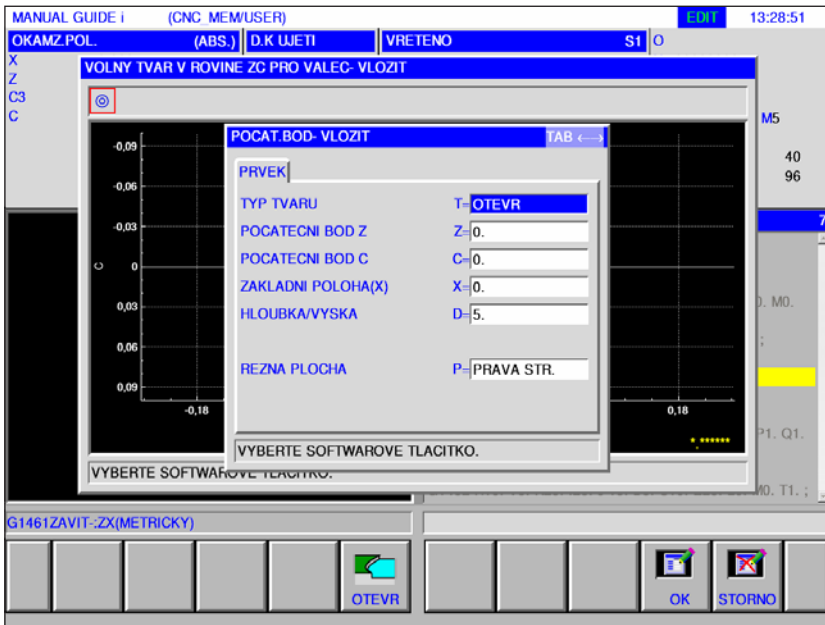 MANUAL GUIDE i (CNC_MEM/USER) EDIT 13:28:51
OKAMZ.POL. (ABS.) D.K UJETI VRETENO S1 O
X
Z
C3
C
M5
40
96
7
VOLNY TVAR V ROVINE ZC PRO VALEC- VLOZIT
POCAT.BOD- VLOZIT TAB ←→
PRVEK
TYP TVARU T= OTEVR
POCATECNI BOD Z Z= 0.
POCATECNI BOD C C= 0.
ZAKLADNI POLOHA(X) X= 0.
HLOUBKA/VYSKA D= 5.
REZNA PLOCHA P= PRAVA STR.
VYBERTE SOFTWAROVE TLACITKO.
-0,09
-0,06
-0,03
C 0
0,03
0,06
0,09
-0,18 0,18
*.******
VYBERTE SOFTWAROVE TLACITKO.
0. M0.
;
P1. Q1.
M0. T1. ;
G1461ZAVIT-:ZX(METRICKY)
OTEVR OK STORNO